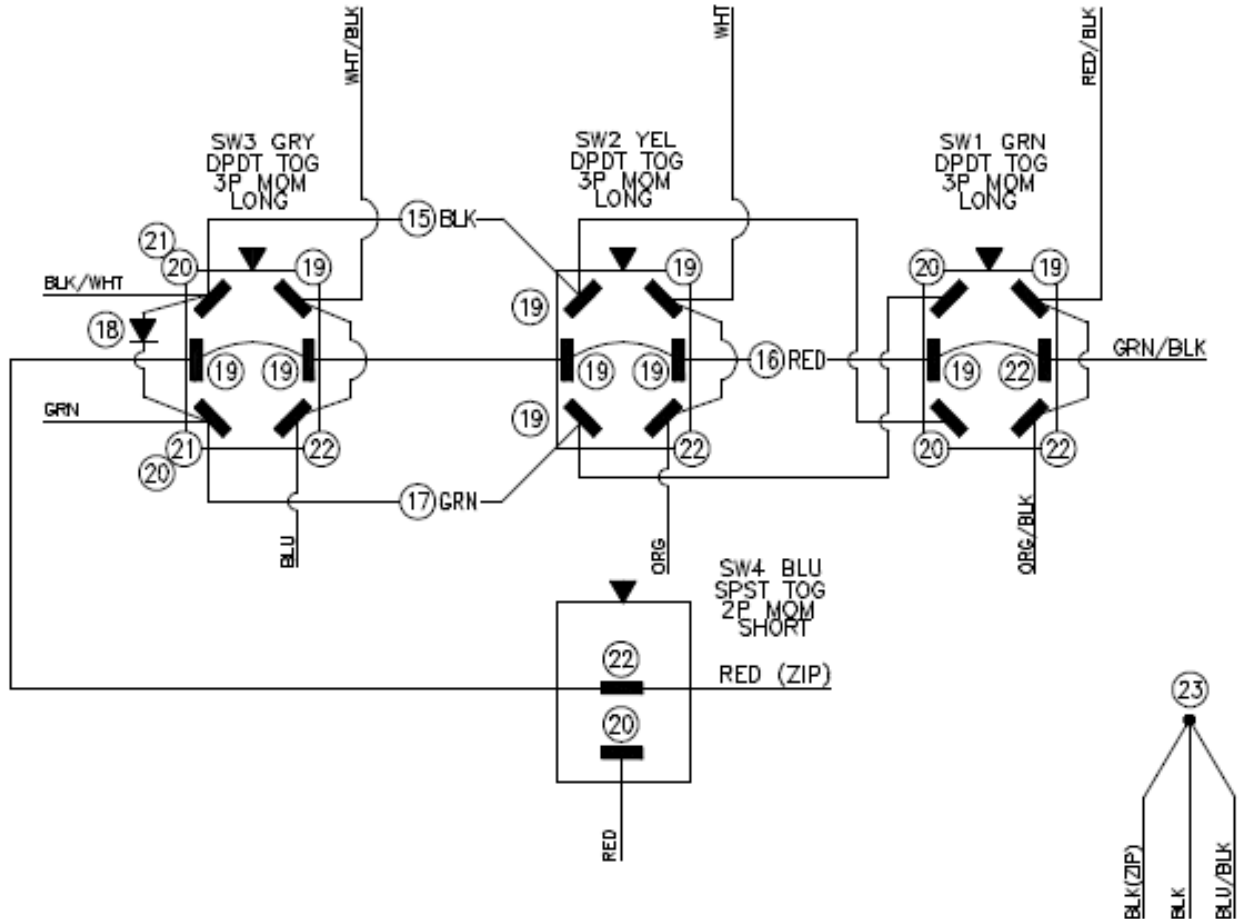 WHT/BLK
WHT
RED/BLK
SW3 GRY
DPDT TOG
3P MOM
LONG
SW2 YEL
DPDT TOG
3P MOM
LONG
SW1 GRN
DPDT TOG
3P MOM
LONG
15 BLK
21
20
19
19
20
19
BLK/WHT
19
18
16 RED
GRN/BLK
19
19
19
19
19
22
GRN
19
21
20
22
22
20
22
17 GRN
BLU
ORG
ORG/BLK
SW4 BLU
SPST TOG
2P MOM
SHORT
22
RED (ZIP)
20
23
RED
BLK(ZIP)
BLK
BLU/BLK